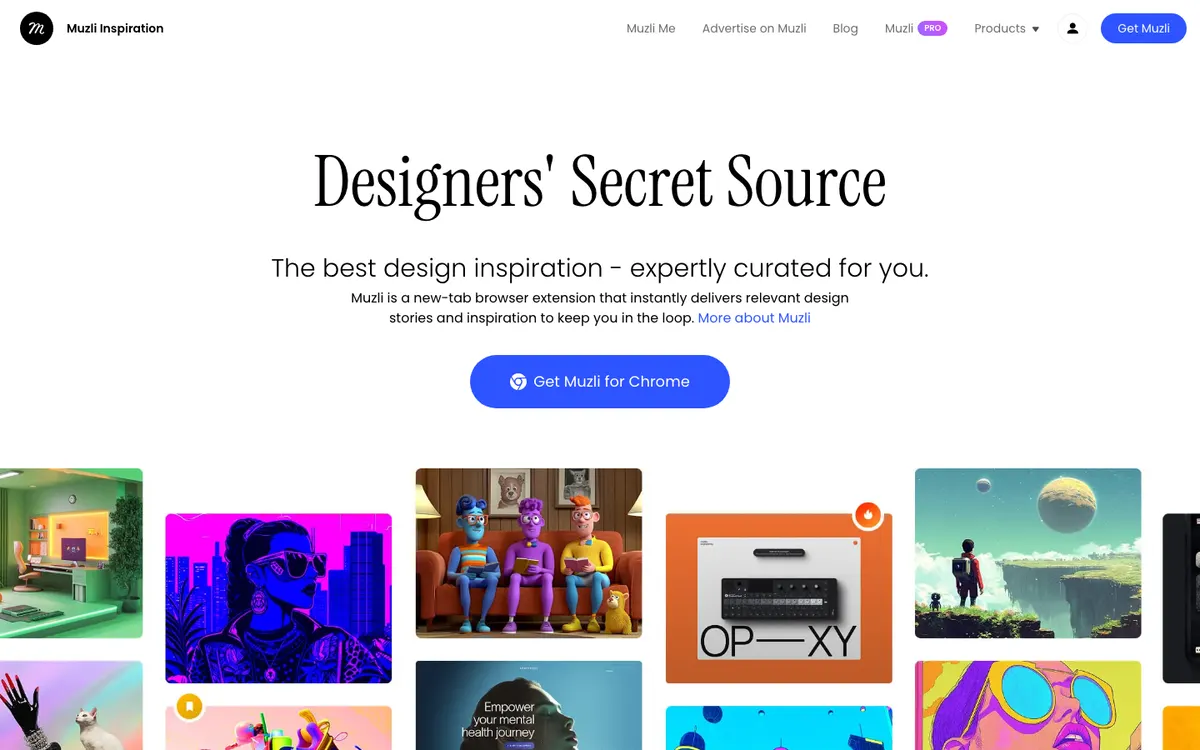 Muzli Inspiration
Muzli Me
Advertise on Muzli
Blog
Muzli PRO
Products
Get Muzli
Designers' Secret Source
The best design inspiration - expertly curated for you.
Muzli is a new-tab browser extension that instantly delivers relevant design
stories and inspiration to keep you in the loop. More about Muzli
Get Muzli for Chrome
OP—XY
Empower
your mental
health journey